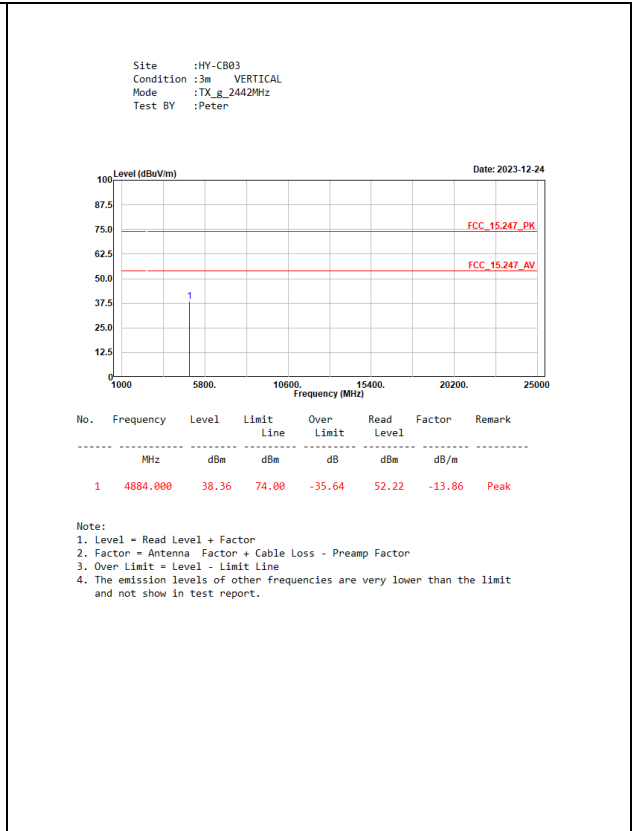 Site :HY-CB03
Condition :3m VERTICAL
Mode :TX_g_2442MHz
Test BY :Peter
Level (dBuV/m)
Date: 2023-12-24
100
87.5
75.0
FCC_15.247_PK
62.5
FCC_15.247_AV
50.0
37.5
1
25.0
12.5
0
1000 5800. 10600. 15400. 20200. 25000
Frequency (MHz)
No. Frequency Level Limit Over Read Factor Remark
Line Limit Level
------ ----------- -------- --------- --------- --------- -------- ---------
MHz dBm dBm dB dBm dB/m
1 4884.000 38.36 74.00 -35.64 52.22 -13.86 Peak
Note:
1. Level = Read Level + Factor
2. Factor = Antenna Factor + Cable Loss - Preamp Factor
3. Over Limit = Level - Limit Line
4. The emission levels of other frequencies are very lower than the limit
and not show in test report.